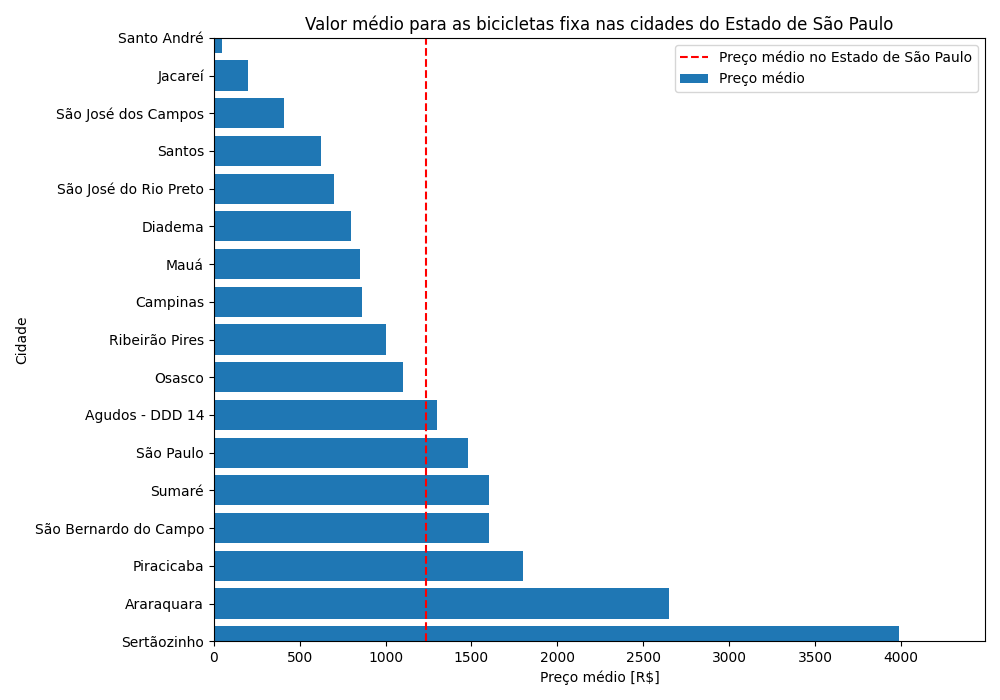 Valor médio para as bicicletas fixa nas cidades do Estado de São Paulo
Preço médio no Estado de São Paulo
Preço médio
Cidade
Santo André
Jacareí
São José dos Campos
Santos
São José do Rio Preto
Diadema
Mauá
Campinas
Ribeirão Pires
Osasco
Agudos - DDD 14
São Paulo
Sumaré
São Bernardo do Campo
Piracicaba
Araraquara
Sertãozinho
0 500 1000 1500 2000 2500 3000 3500 4000
Preço médio [R$]